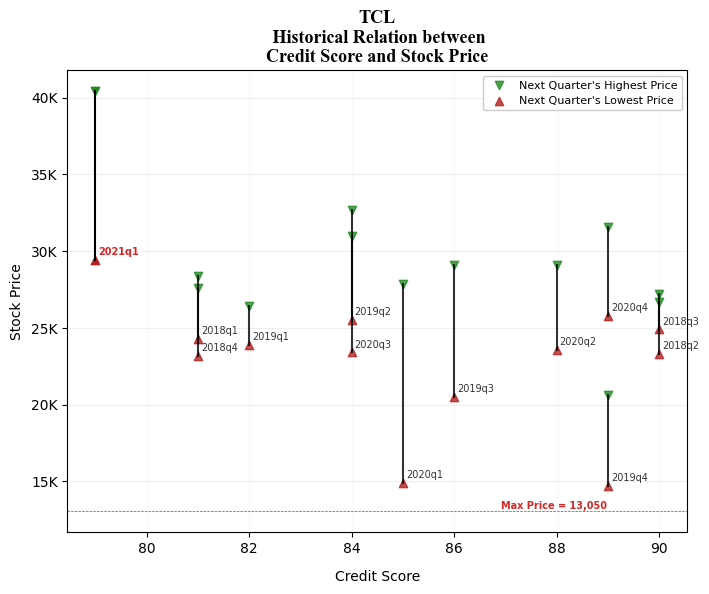 TCL
Historical Relation between
Credit Score and Stock Price
Next Quarter's Highest Price
Next Quarter's Lowest Price
40K
35K
30K
25K
20K
15K
Stock Price
2021q1
2018q1
2018q4
2019q1
2019q2
2020q3
2020q1
2019q3
2020q2
2020q4
2019q4
2018q3
2018q2
Max Price = 13,050
80
82
84
86
88
90
Credit Score